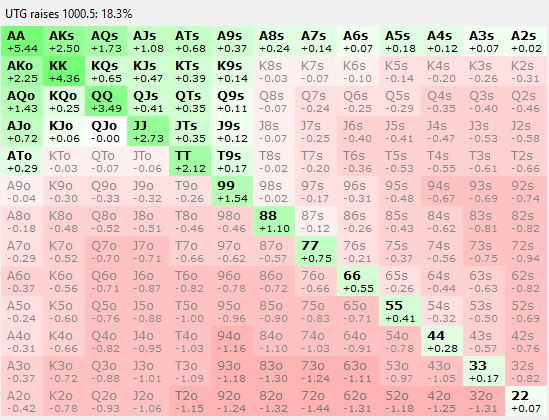 UTG raises 1000.5: 18.3%
AA AKs AQs AJs ATs A9s A8s A7s A6s A5s A4s A3s A2s
+5.44 +2.50 +1.73 +1.08 +0.68 +0.37 +0.24 +0.14 +0.07 +0.18 +0.12 +0.07 +0.02
AKo KK KQs KJs KTs K9s K8s K7s K6s K5s K4s K3s K2s
+2.25 +4.36 +0.65 +0.47 +0.39 +0.14 -0.03 -0.07 -0.10 -0.14 -0.20 -0.26 -0.31
AQo KQo QQ QJs QTs Q9s Q8s Q7s Q6s Q5s Q4s Q3s Q2s
+1.43 +0.25 +3.49 +0.41 +0.35 +0.11 -0.07 -0.24 -0.25 -0.29 -0.35 -0.40 -0.46
AJo KJo QJo JJ JTs J9s J8s J7s J6s J5s J4s J3s J2s
+0.72 +0.06 -0.00 +2.73 +0.35 +0.12 -0.07 -0.25 -0.40 -0.41 -0.47 -0.53 -0.58
ATo KTo QTo JTo TT T9s T8s T7s T6s T5s T4s T3s T2s
+0.29 -0.03 -0.07 -0.06 +2.12 +0.17 -0.02 -0.20 -0.36 -0.53 -0.55 -0.61 -0.66
A9o K9o Q9o J9o T9o 99 98s 97s 96s 95s 94s 93s 92s
-0.04 -0.30 -0.33 -0.32 -0.26 +1.54 -0.02 -0.17 -0.31 -0.48 -0.67 -0.69 -0.74
A8o K8o Q8o J8o T8o 98o 88 87s 86s 85s 84s 83s 82s
-0.18 -0.48 -0.52 -0.51 -0.46 -0.46 +1.10 -0.12 -0.26 -0.43 -0.62 -0.81 -0.82
A7o K7o Q7o J7o T7o 97o 87o 77 76s 75s 74s 73s 72s
-0.29 -0.52 -0.70 -0.71 -0.66 -0.62 -0.57 +0.75 -0.21 -0.37 -0.56 -0.75 -0.94
A6o K6o Q6o J6o T6o 96o 86o 76o 66 65s 64s 63s 62s
-0.37 -0.56 -0.71 -0.87 -0.82 -0.78 -0.72 -0.66 +0.55 -0.26 -0.44 -0.63 -0.82
A5o K5o Q5o J5o T5o 95o 85o 75o 65o 55 54s 53s 52s
-0.24 -0.60 -0.76 -0.88 -1.00 -0.96 -0.90 -0.83 -0.71 +0.41 -0.32 -0.50 -0.69
A4o K4o Q4o J4o T4o 94o 84o 74o 64o 54o 44 43s 42s
-0.31 -0.66 -0.82 -0.95 -1.03 -1.16 -1.10 -1.03 -0.91 -0.78 +0.28 -0.57 -0.76
A3o K3o Q3o J3o T3o 93o 83o 73o 63o 53o 43o 33 32s
-0.37 -0.72 -0.88 -1.01 -1.09 -1.18 -1.30 -1.24 -1.11 -0.97 -1.05 +0.17 -0.82
A2o K2o Q2o J2o T2o 92o 82o 72o 62o 52o 42o 32o 22
-0.42 -0.78 -0.93 -1.06 -1.15 -1.24 -1.32 -1.44 -1.31 -1.18 -1.25 -1.31 +0.07